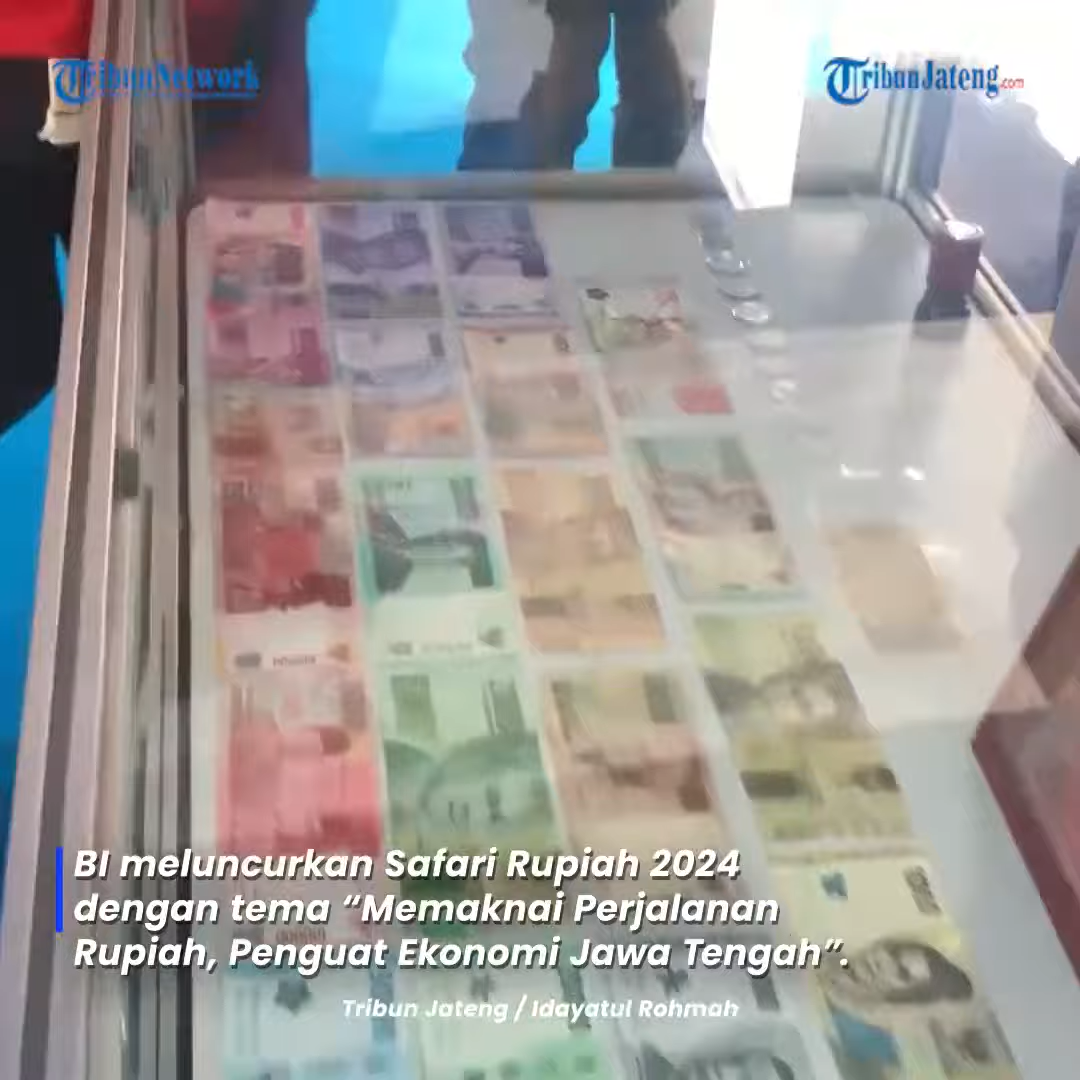 TribunNetwork
TribunJateng.com
BI meluncurkan Safari Rupiah 2024
dengan tema “Memaknai Perjalanan
Rupiah, Penguat Ekonomi Jawa Tengah”.
Tribun Jateng / Idayatul Rohmah